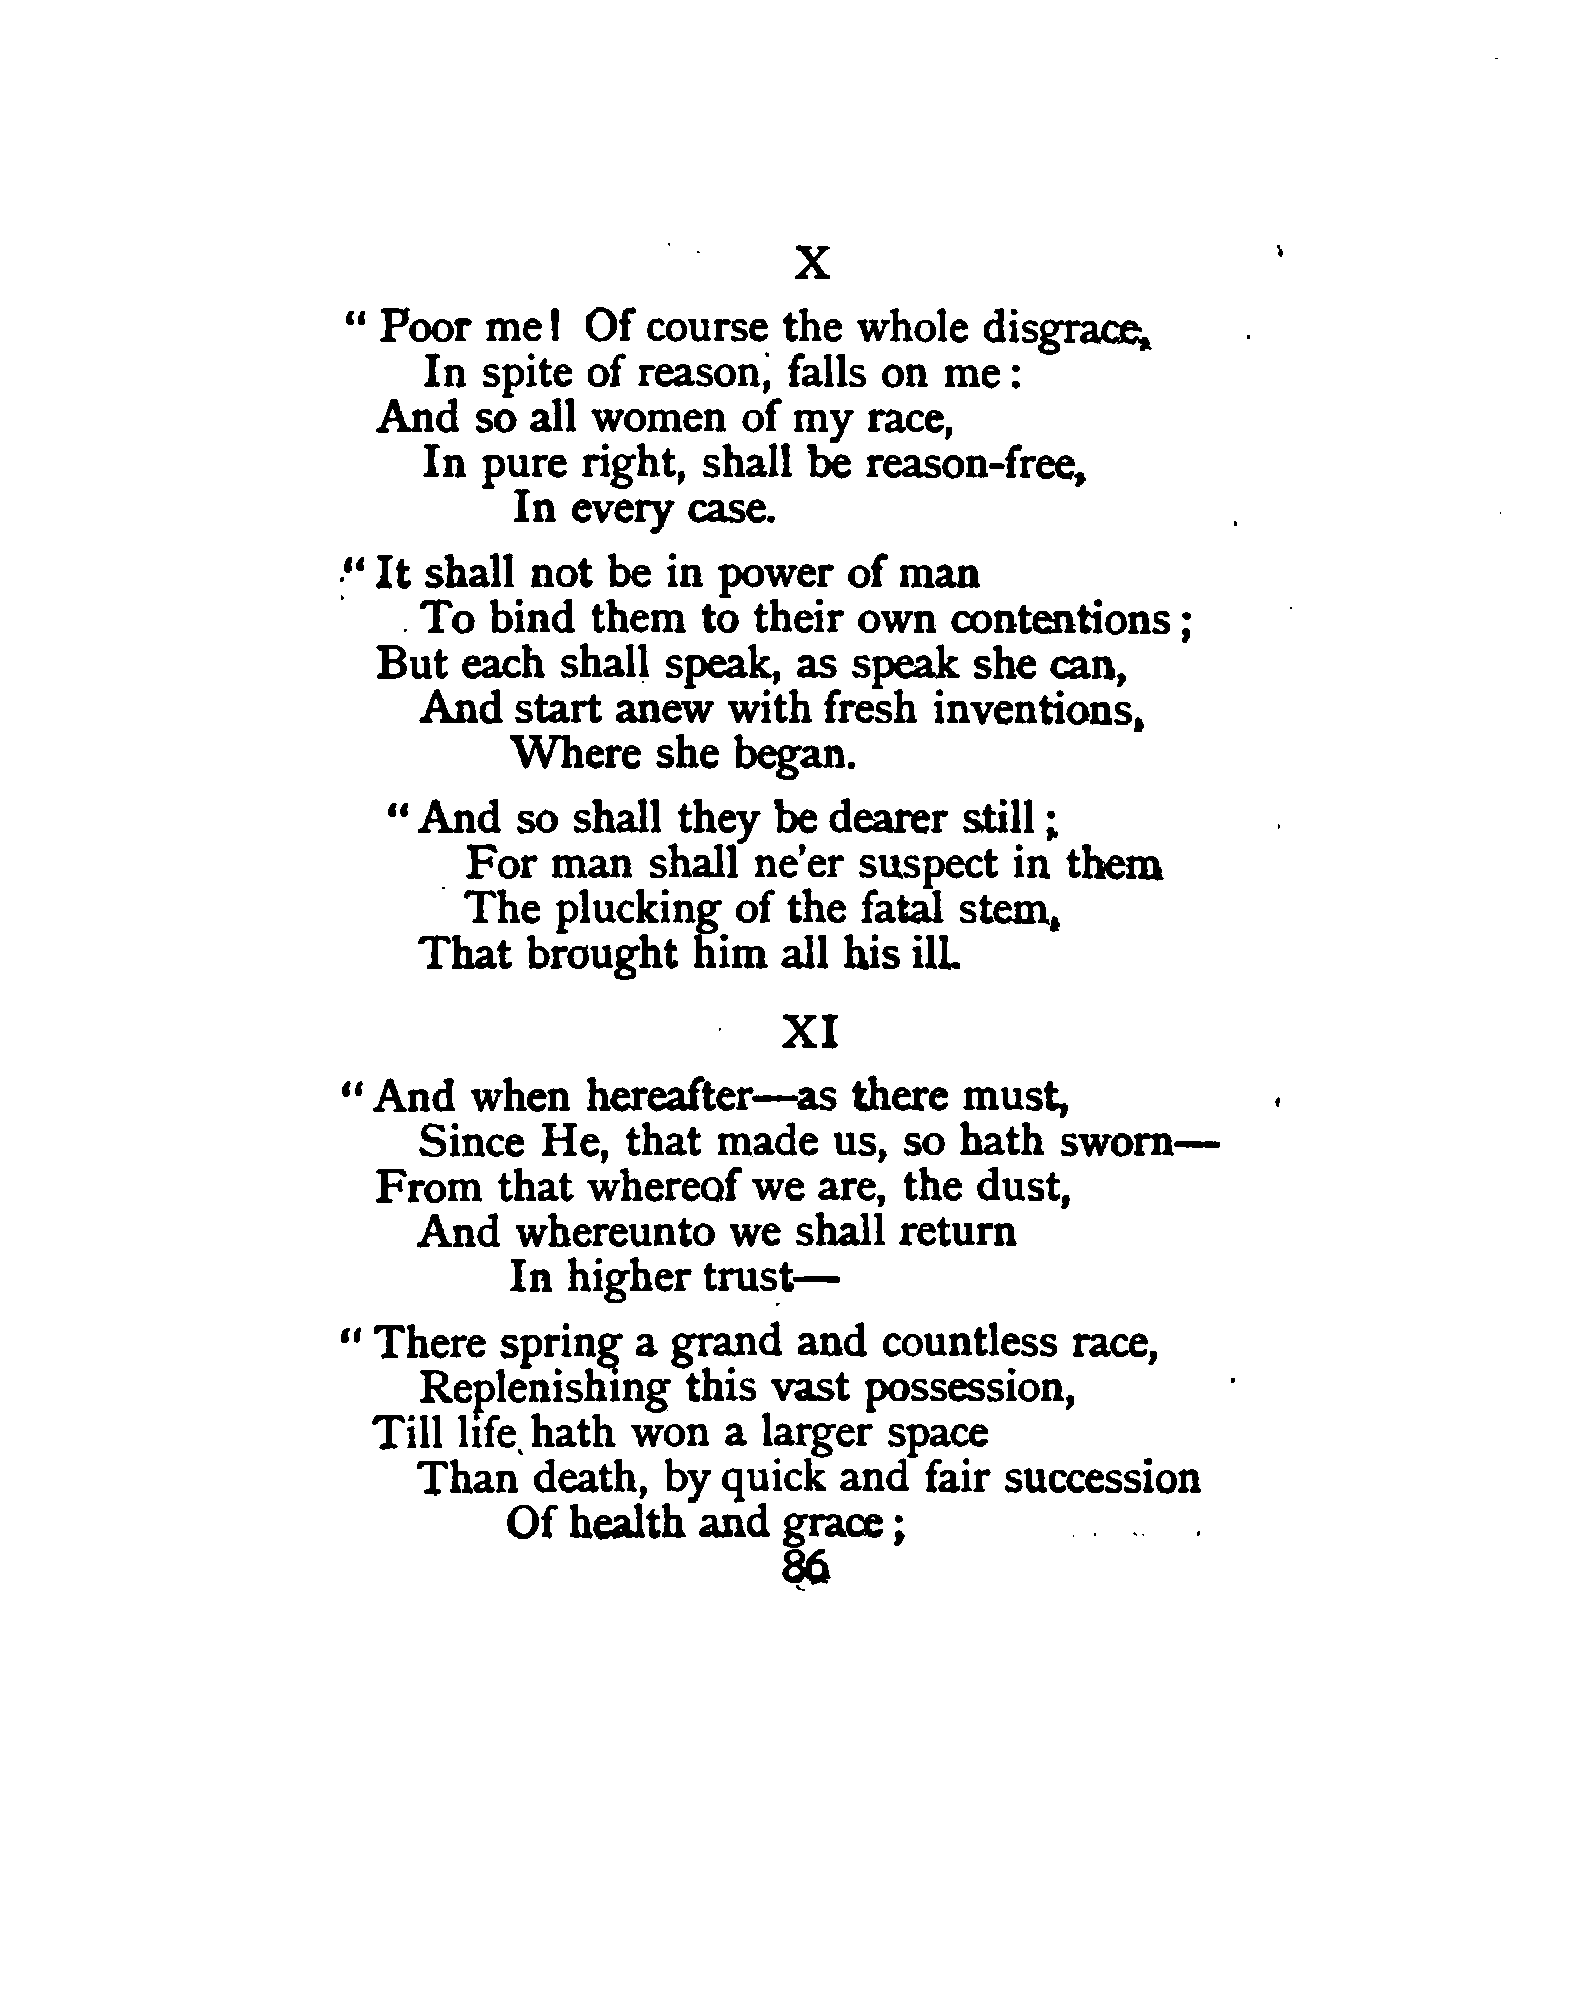 X
“ Poor me! Of course the whole disgrace,
In spite of reason, falls on me :
And so all women of my race,
In pure right, shall be reason-free,
In every case.
“ It shall not be in power of man
To bind them to their own contentions ;
But each shall speak, as speak she can,
And start anew with fresh inventions,
Where she began.
“ And so shall they be dearer still ;
For man shall ne’er suspect in them
The plucking of the fatal stem,
That brought him all his ill.
XI
“ And when hereafter—as there must,
Since He, that made us, so hath sworn—
From that whereof we are, the dust,
And whereunto we shall return
In higher trust—
“ There spring a grand and countless race,
Replenishing this vast possession,
Till life hath won a larger space
Than death, by quick and fair succession
Of health and grace ;
86